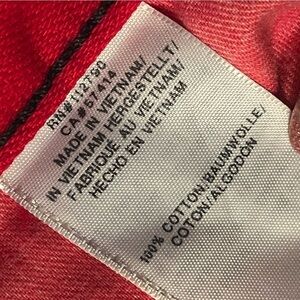 RN#112790
CA#57414
MADE IN VIETNAM/
IN VIETNAM HERGESTELLT/
FABRIQUE AU VIETNAM/
HECHO EN VIETNAM
100% COTTON/BAUMWOLLE/
COTON/ALGODON